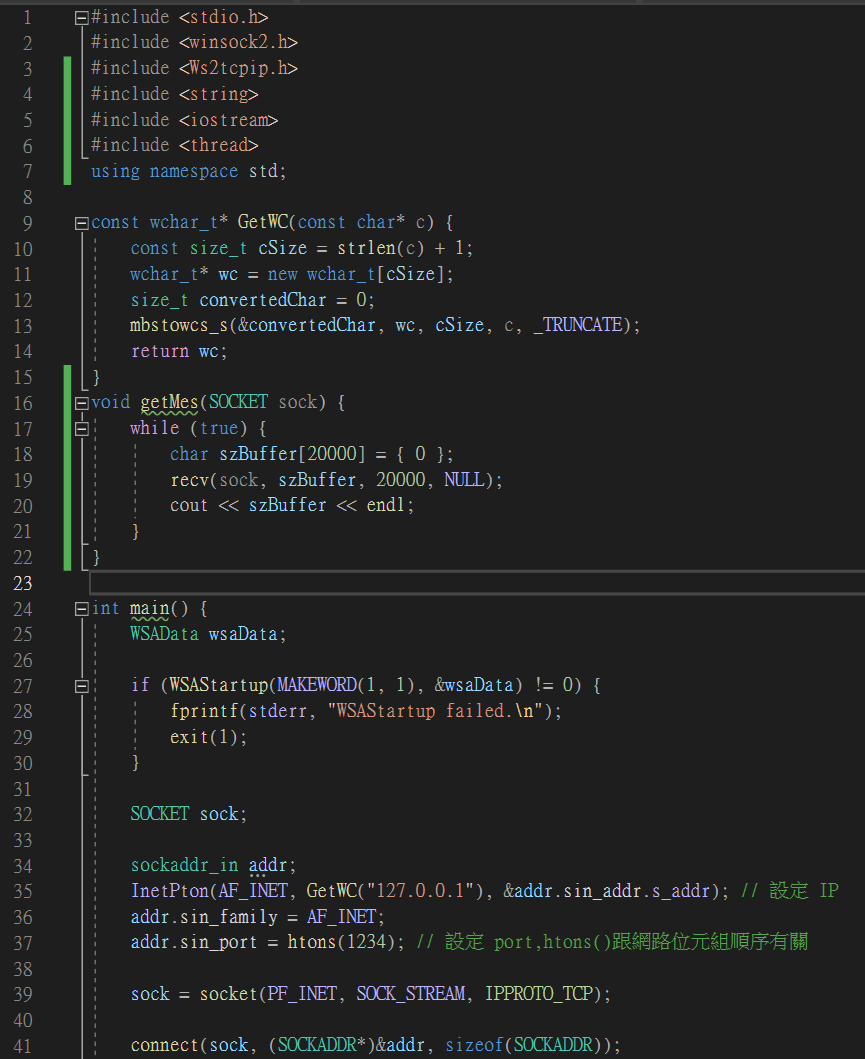 1 #include <stdio.h>
2 #include <winsock2.h>
3 #include <Ws2tcpip.h>
4 #include <string>
5 #include <iostream>
6 #include <thread>
7 using namespace std;
8
9 const wchar_t* GetWC(const char* c) {
10 const size_t cSize = strlen(c) + 1;
11 wchar_t* wc = new wchar_t[cSize];
12 size_t convertedChar = 0;
13 mbstowcs_s(&convertedChar, wc, cSize, c, _TRUNCATE);
14 return wc;
15 }
16 void getMes(SOCKET sock) {
17 while (true) {
18 char szBuffer[20000] = { 0 };
19 recv(sock, szBuffer, 20000, NULL);
20 cout << szBuffer << endl;
21 }
22 }
23
24 int main() {
25 WSAData wsaData;
26
27 if (WSAStartup(MAKEWORD(1, 1), &wsaData) != 0) {
28 fprintf(stderr, "WSAStartup failed.\n");
29 exit(1);
30 }
31
32 SOCKET sock;
33
34 sockaddr_in addr;
35 InetPton(AF_INET, GetWC("127.0.0.1"), &addr.sin_addr.s_addr); // 設定 IP
36 addr.sin_family = AF_INET;
37 addr.sin_port = htons(1234); // 設定 port,htons()跟網路位元組順序有關
38
39 sock = socket(PF_INET, SOCK_STREAM, IPPROTO_TCP);
40
41 connect(sock, (SOCKADDR*)&addr, sizeof(SOCKADDR));